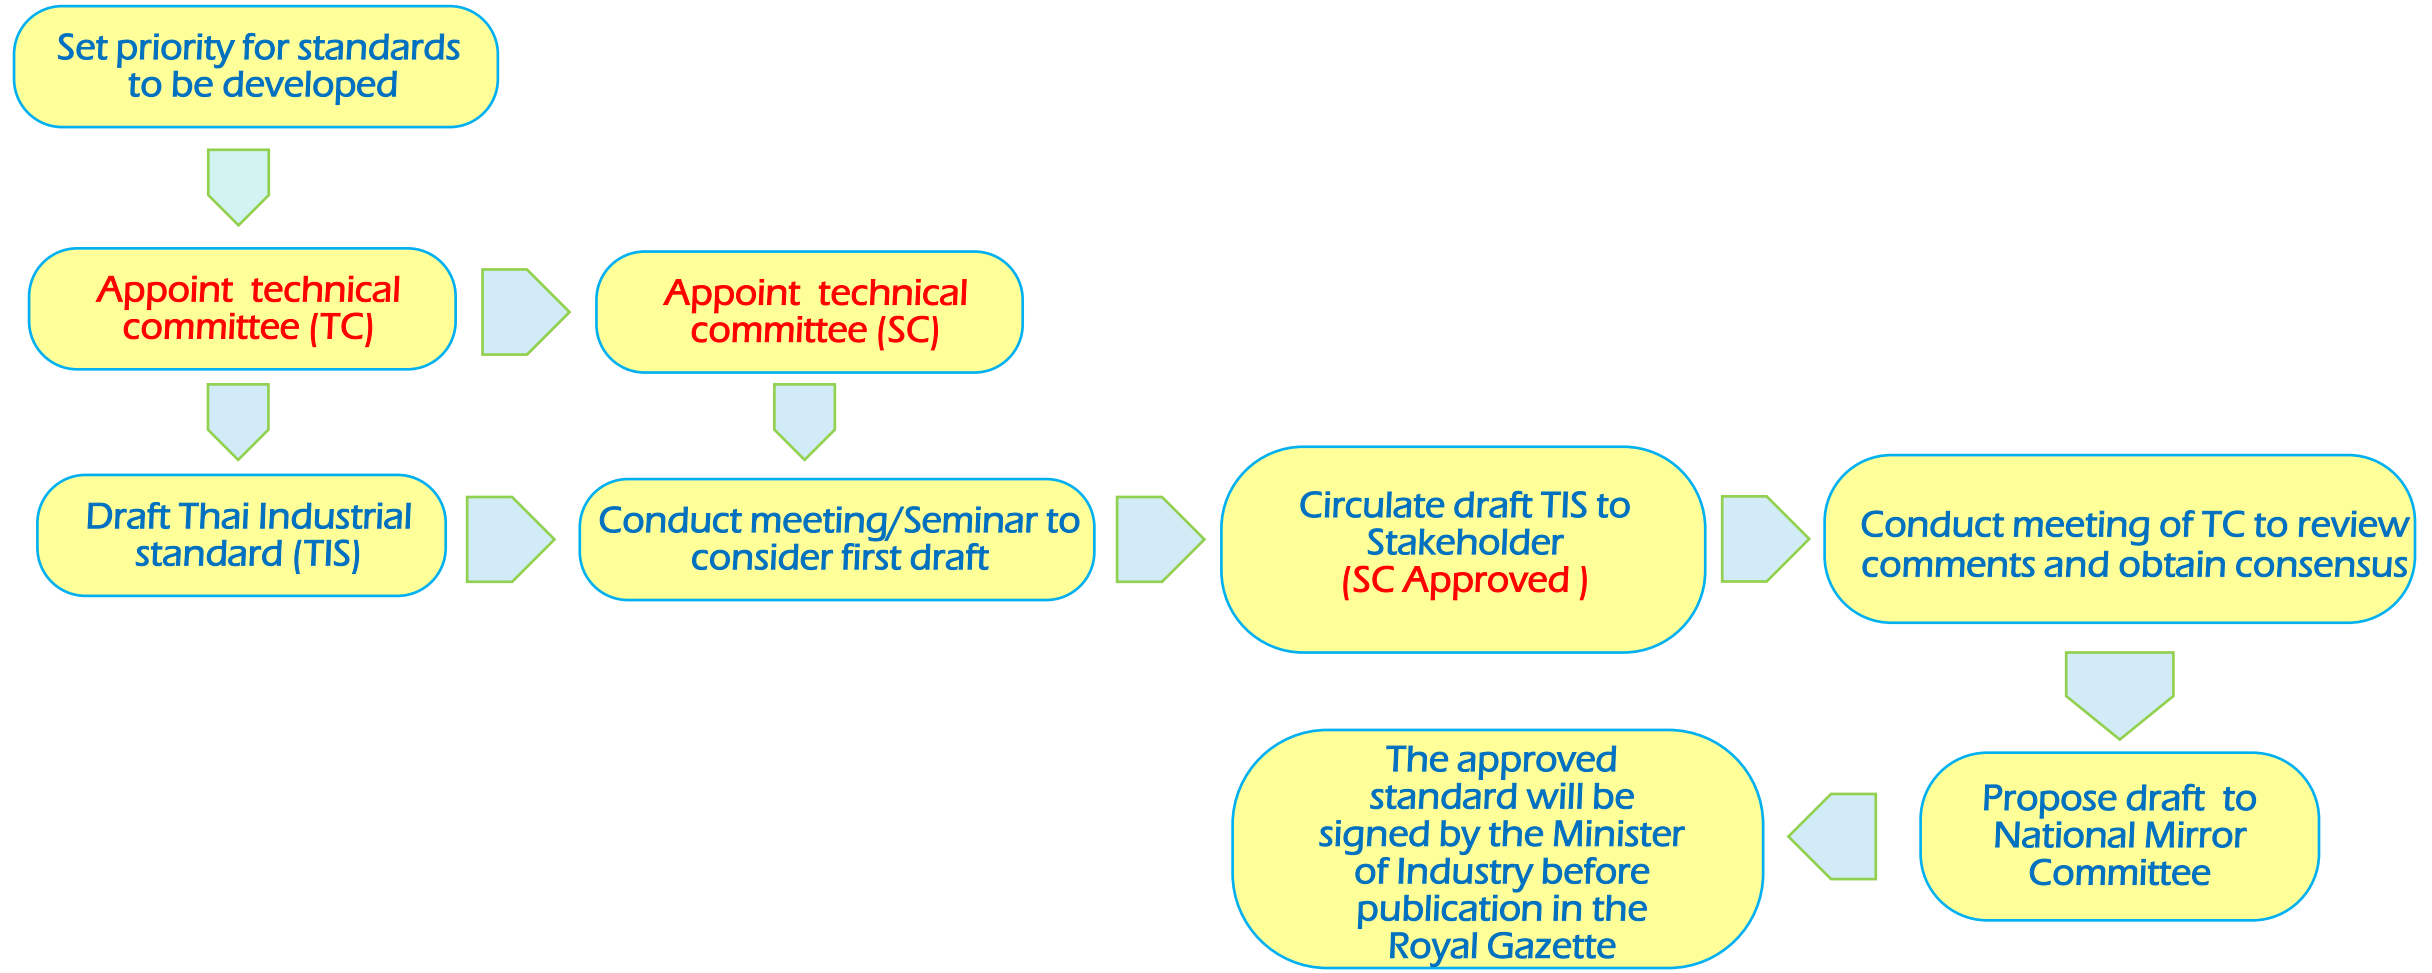 Set priority for standards
to be developed
Appoint technical
committee (TC)
Appoint technical
committee (SC)
Draft Thai Industrial
standard (TIS)
Conduct meeting/Seminar to
consider first draft
Circulate draft TIS to
Stakeholder
(SC Approved )
Conduct meeting of TC to review
comments and obtain consensus
Propose draft to
National Mirror
Committee
The approved
standard will be
signed by the Minister
of Industry before
publication in the
Royal Gazette